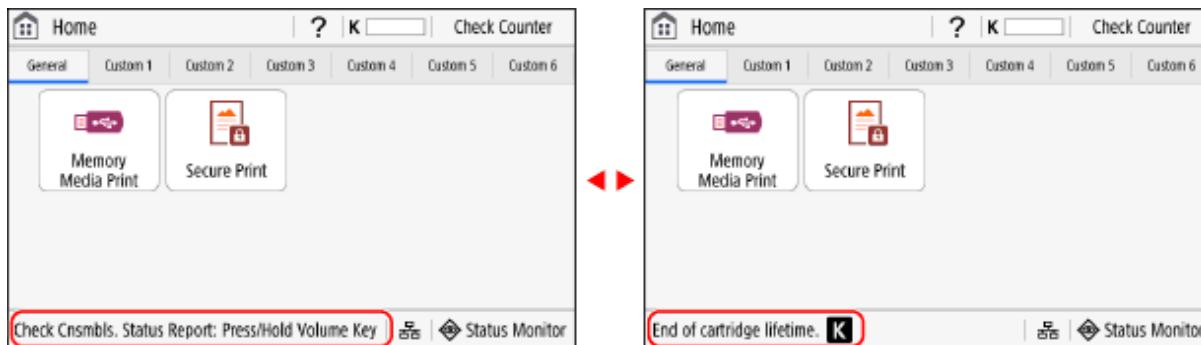 Home ? K Check Counter
General Custom 1 Custom 2 Custom 3 Custom 4 Custom 5 Custom 6
Memory
Media Print
Secure Print
Check Cnsmbls. Status Report: Press/Hold Volume Key Status Monitor
Home ? K Check Counter
General Custom 1 Custom 2 Custom 3 Custom 4 Custom 5 Custom 6
Memory
Media Print
Secure Print
End of cartridge lifetime. K Status Monitor